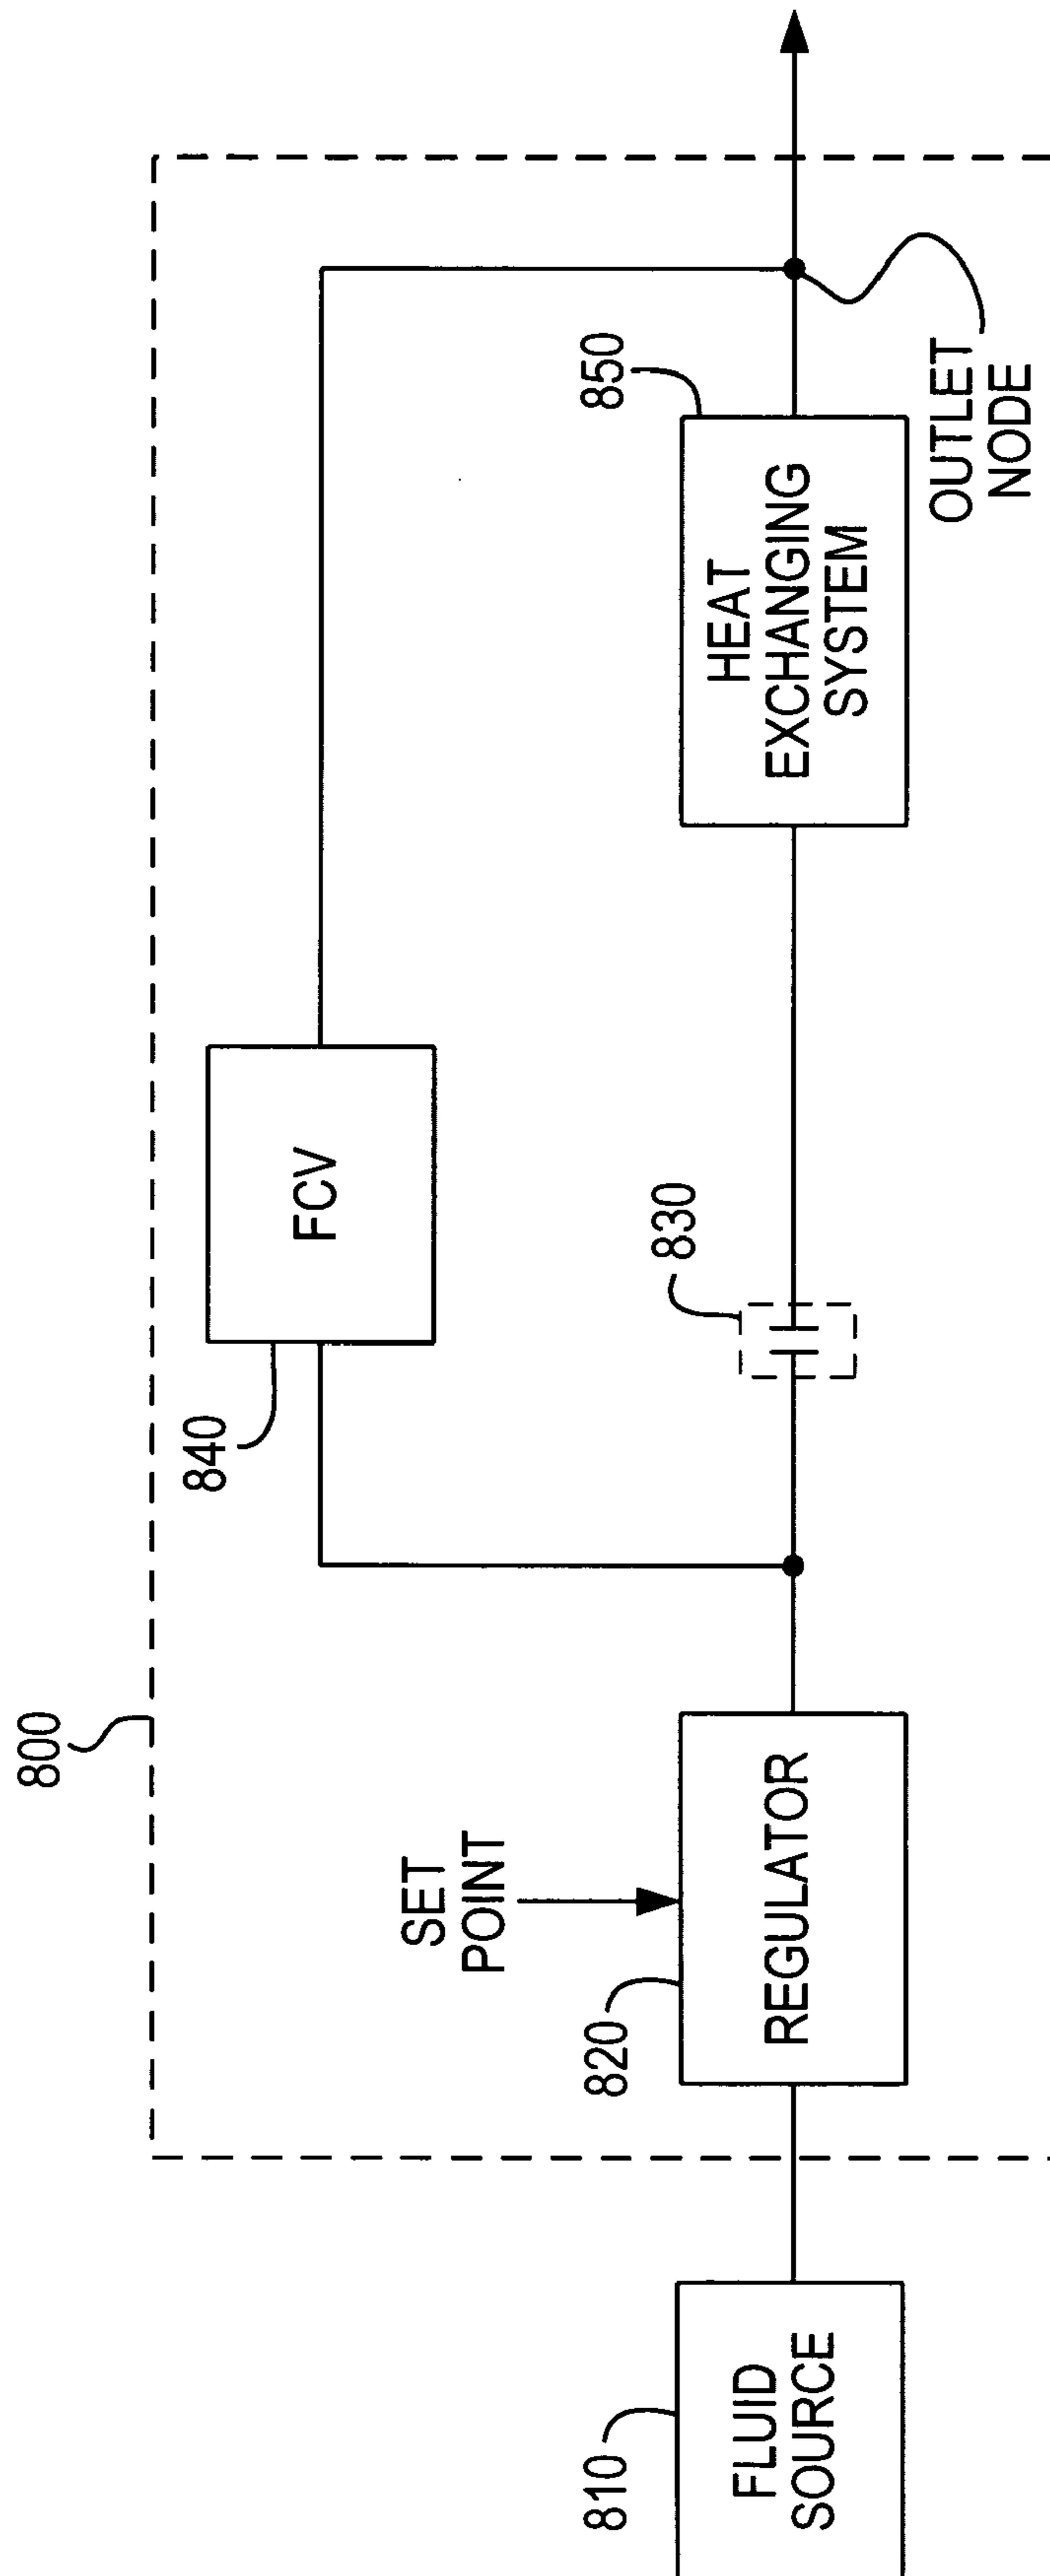 800
810
FLUID
SOURCE
820
SET
POINT
REGULATOR
840
FCV
830
850
HEAT
EXCHANGING
SYSTEM
OUTLET
NODE